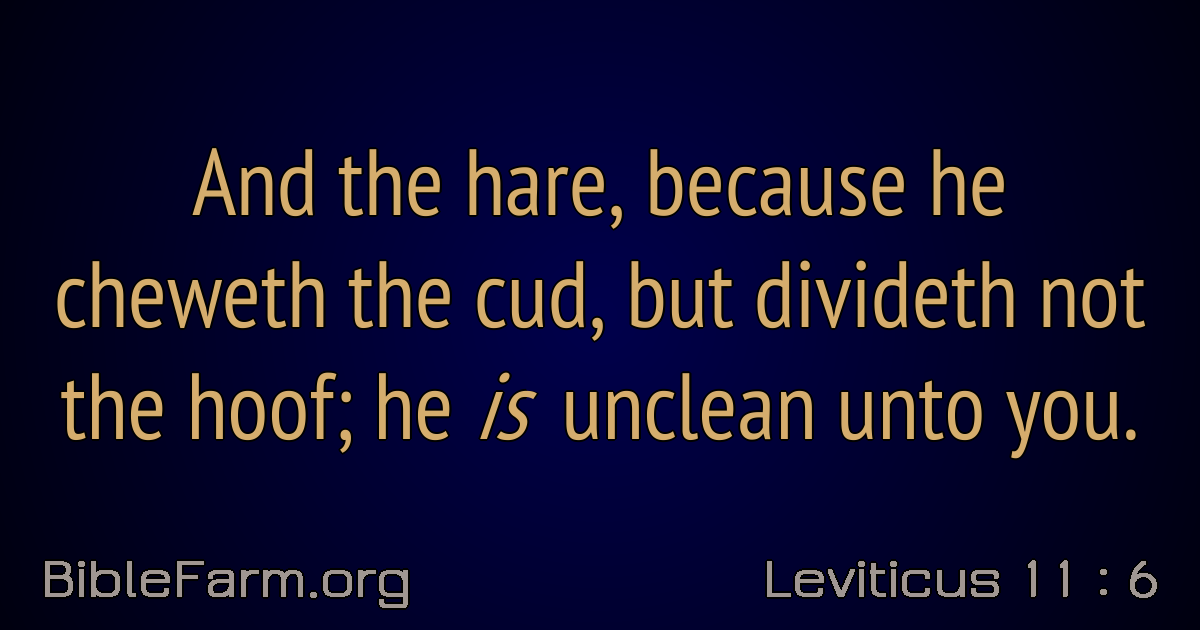 And the hare, because he
cheweth the cud, but divideth not
the hoof; he is unclean unto you.
BibleFarm.org
Leviticus 11 : 6